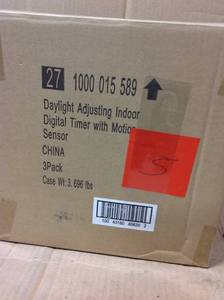 27 1000 015 589
Daylight Adjusting Indoor
Digital Timer with Motion
Sensor
CHINA
3Pack
Case Wt: 3.696 lbs
5